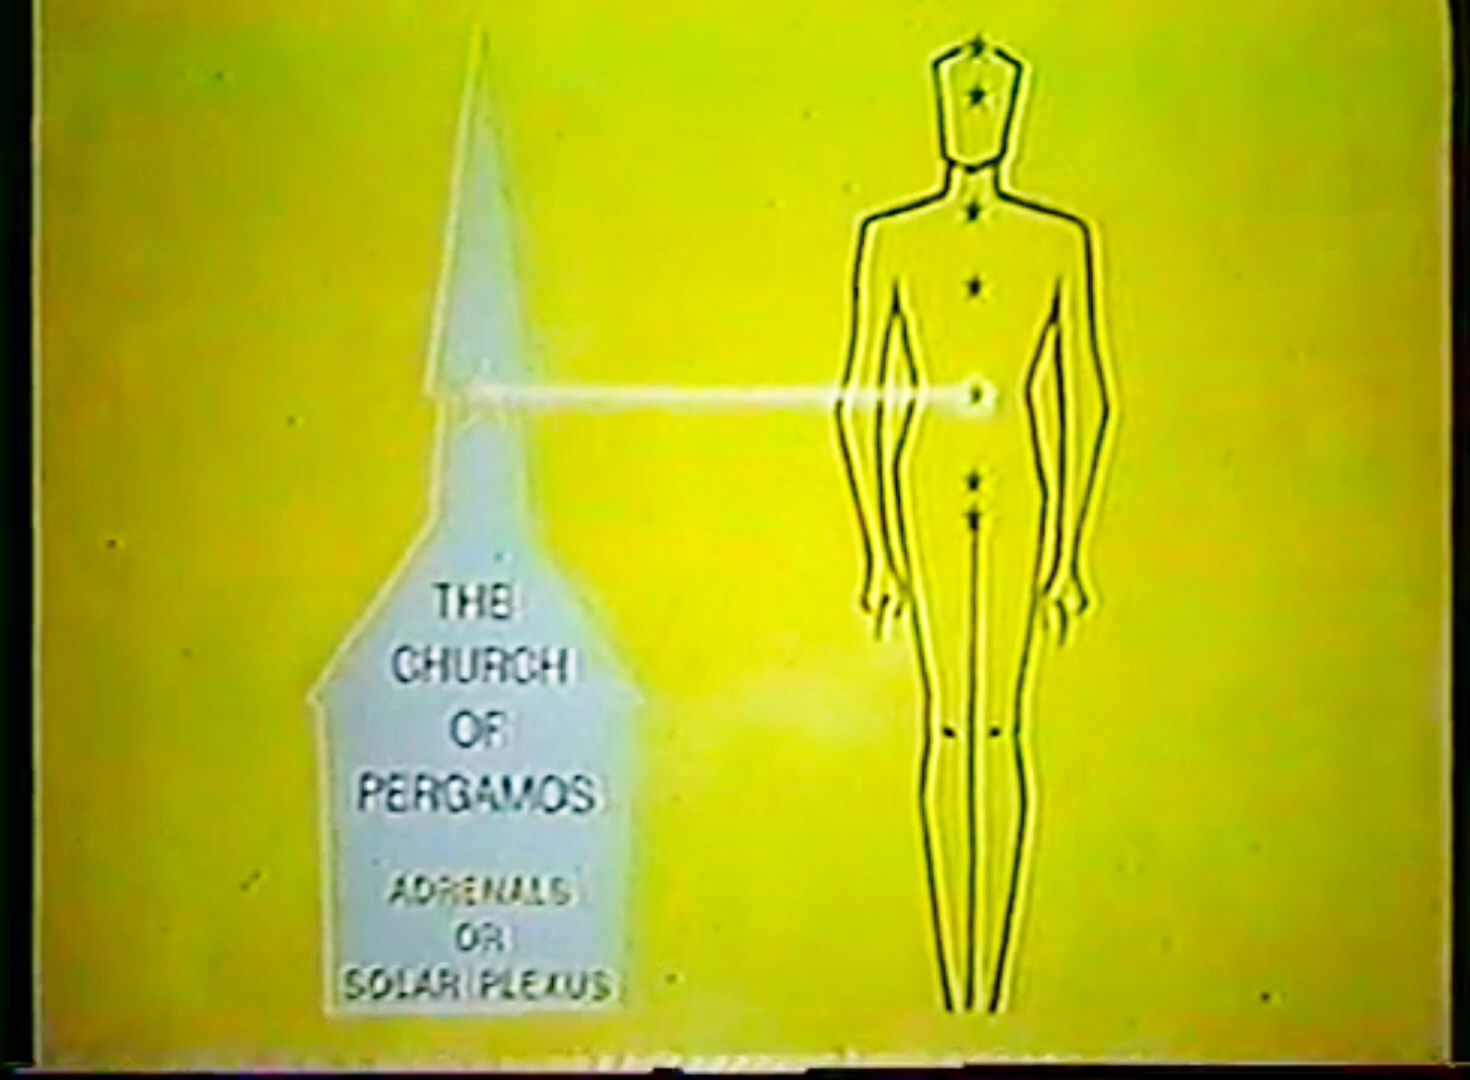 THE
CHURCH
OF
PERGAMOS
ADRENALS
OR
SOLAR PLEXUS